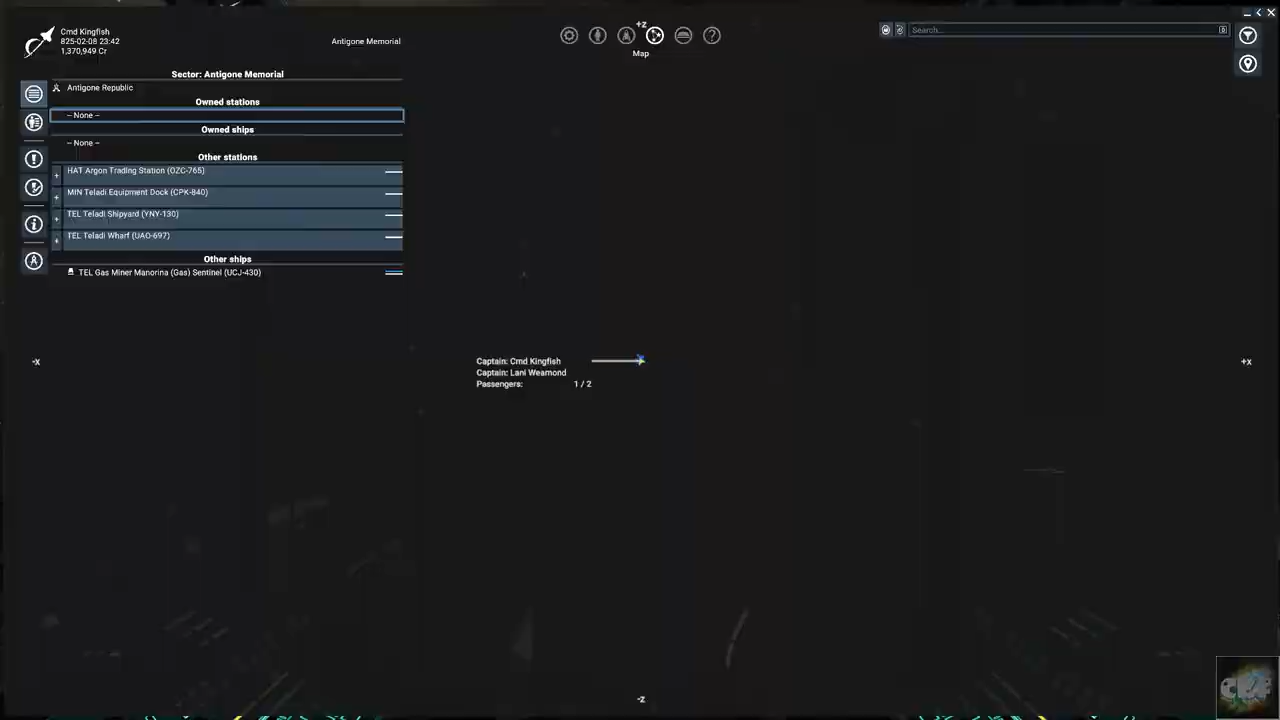 Cmd Kingfish
825-02-08 23:42
1,370,949 Cr
Antigone Memorial
+Z
Map
Search...
Sector: Antigone Memorial
Antigone Republic
Owned stations
-- None --
Owned ships
-- None --
Other stations
+ HAT Argon Trading Station (OZC-765)
+ MIN Teladi Equipment Dock (CPK-840)
+ TEL Teladi Shipyard (YNY-130)
+ TEL Teladi Wharf (UAO-697)
Other ships
TEL Gas Miner Manorina (Gas) Sentinel (UCJ-430)
-X
+X
Captain: Cmd Kingfish
Captain: Lani Weamond
Passengers: 1 / 2
-Z